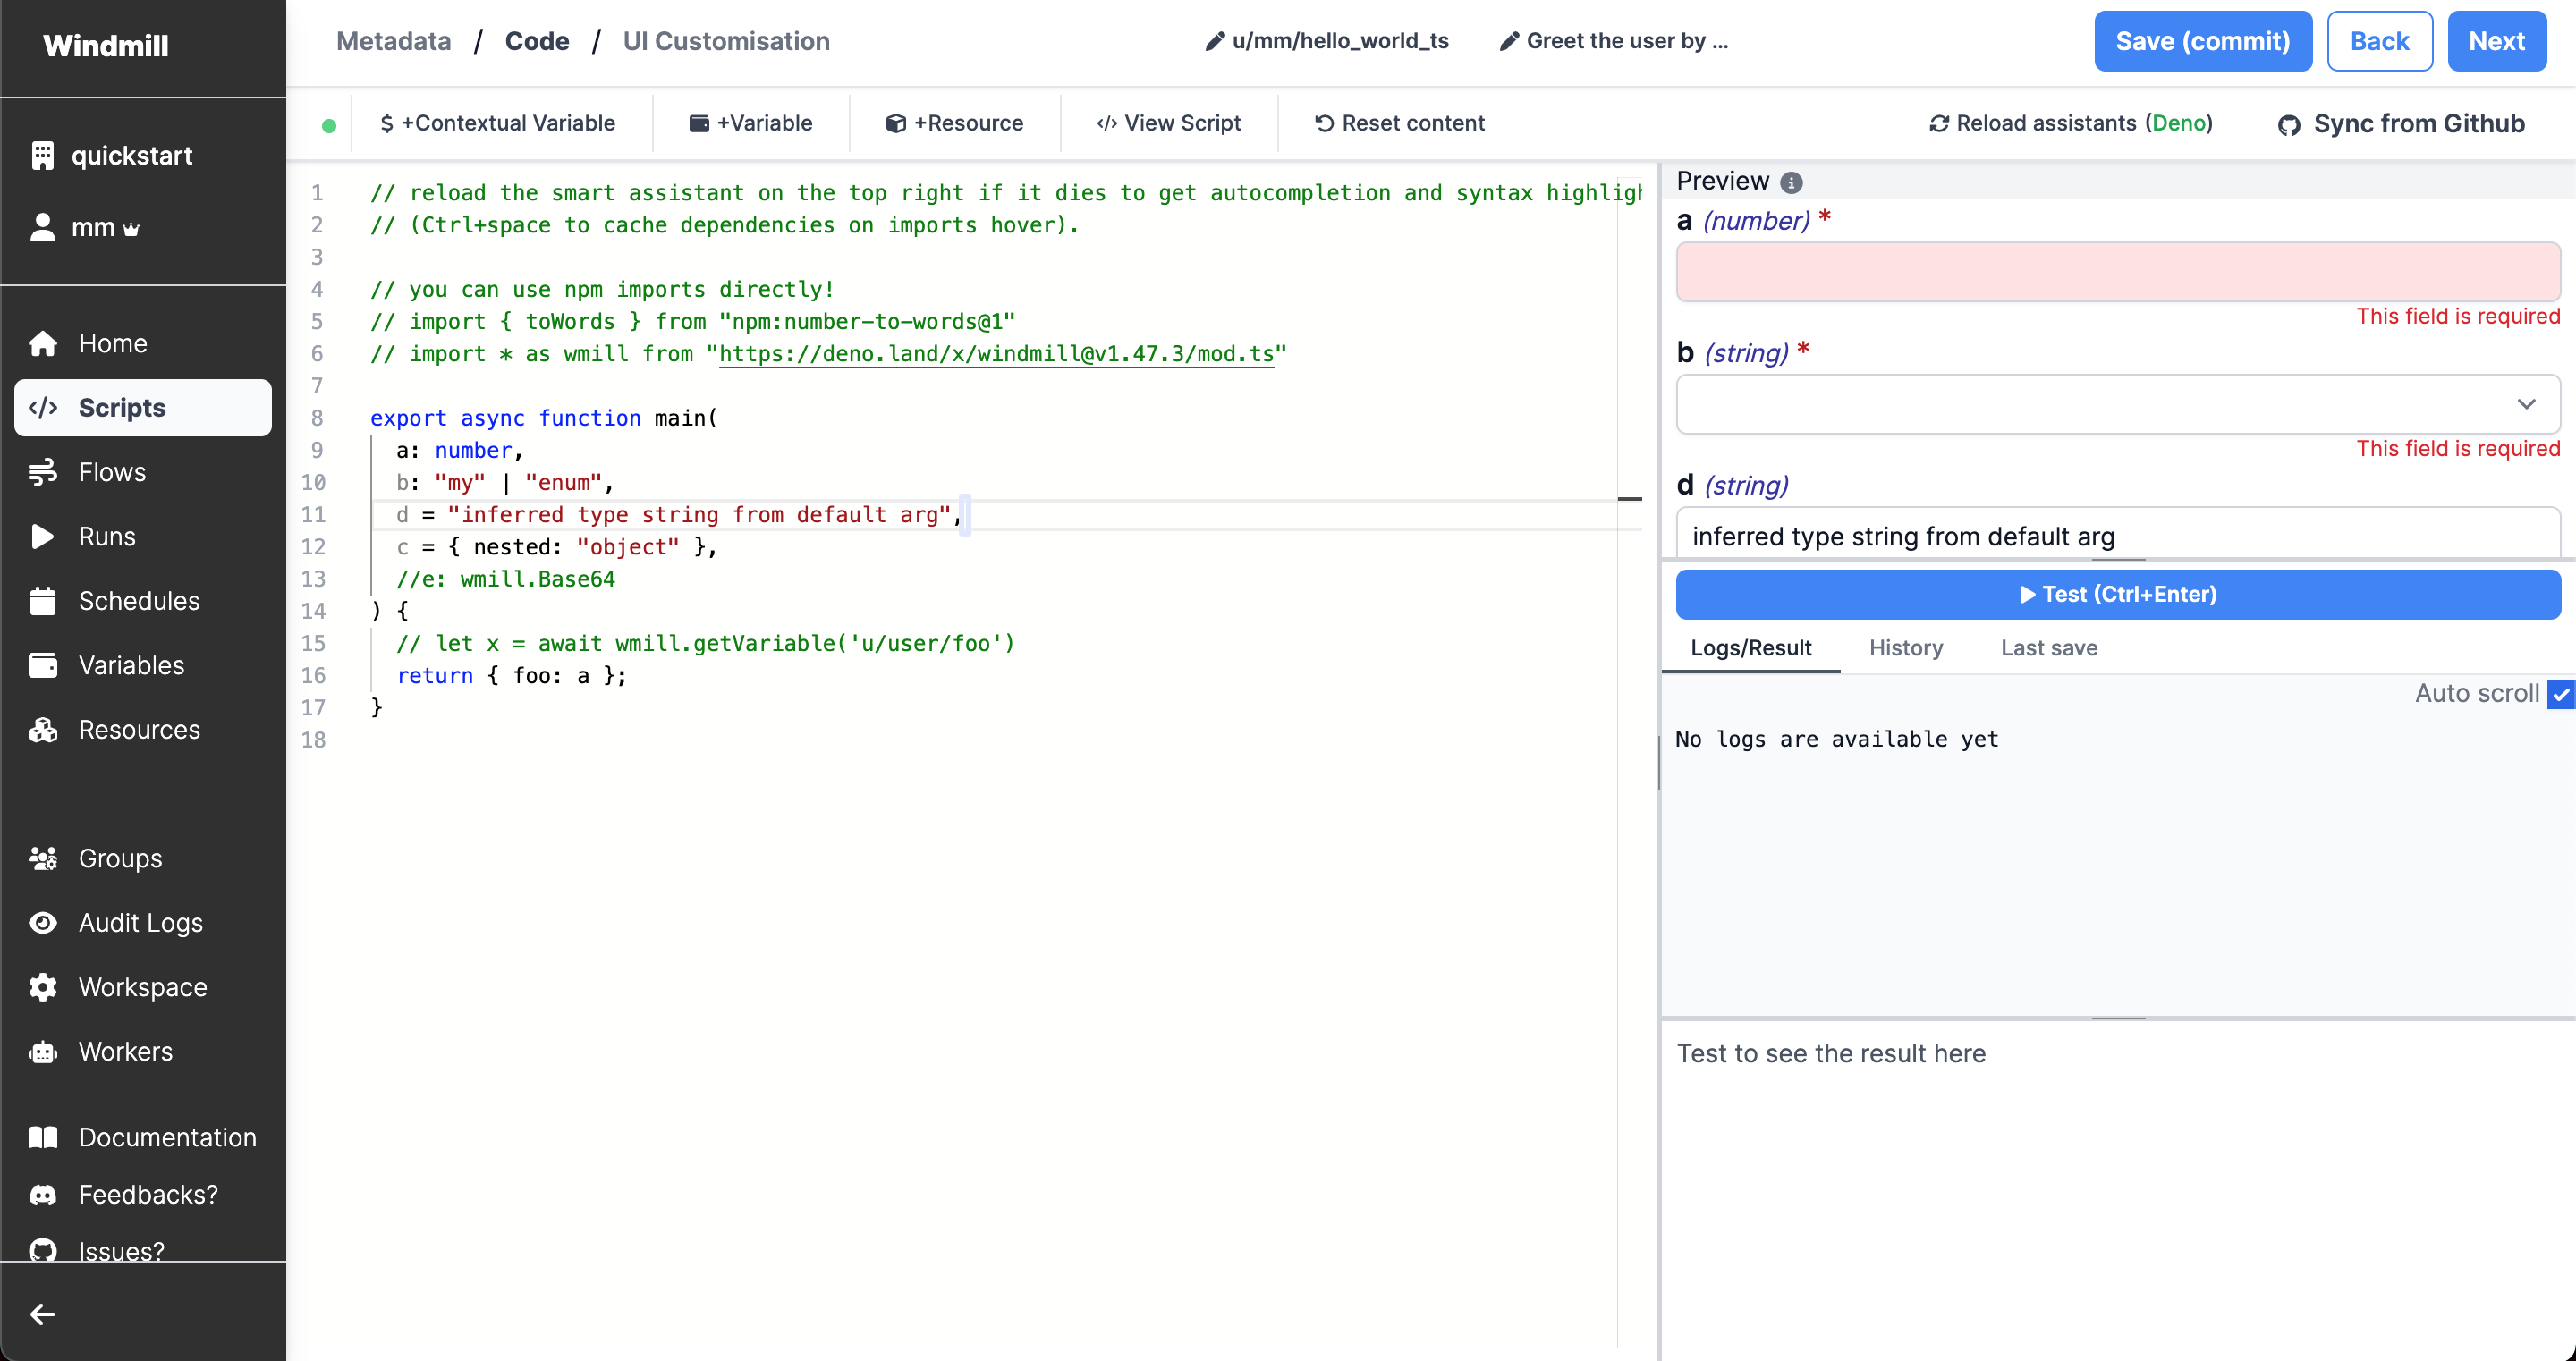 Windmill
quickstart
mm
Home
Scripts
Flows
Runs
Schedules
Variables
Resources
Groups
Audit Logs
Workspace
Workers
Documentation
Feedbacks?
Issues?
Metadata / Code / UI Customisation
u/mm/hello_world_ts
Greet the user by ...
Save (commit)
Back
Next
$ +Contextual Variable
+Variable
+Resource
</> View Script
Reset content
Reload assistants (Deno)
Sync from Github
1 // reload the smart assistant on the top right if it dies to get autocompletion and syntax highligh
2 // (Ctrl+space to cache dependencies on imports hover).
3
4 // you can use npm imports directly!
5 // import { toWords } from "npm:number-to-words@1"
6 // import * as wmill from "https://deno.land/x/windmill@v1.47.3/mod.ts"
7
8 export async function main(
9 a: number,
10 b: "my" | "enum",
11 d = "inferred type string from default arg",
12 c = { nested: "object" },
13 //e: wmill.Base64
14 ) {
15 // let x = await wmill.getVariable('u/user/foo')
16 return { foo: a };
17 }
18
Preview
a (number) *
This field is required
b (string) *
This field is required
d (string)
inferred type string from default arg
Test (Ctrl+Enter)
Logs/Result
History
Last save
Auto scroll
No logs are available yet
Test to see the result here